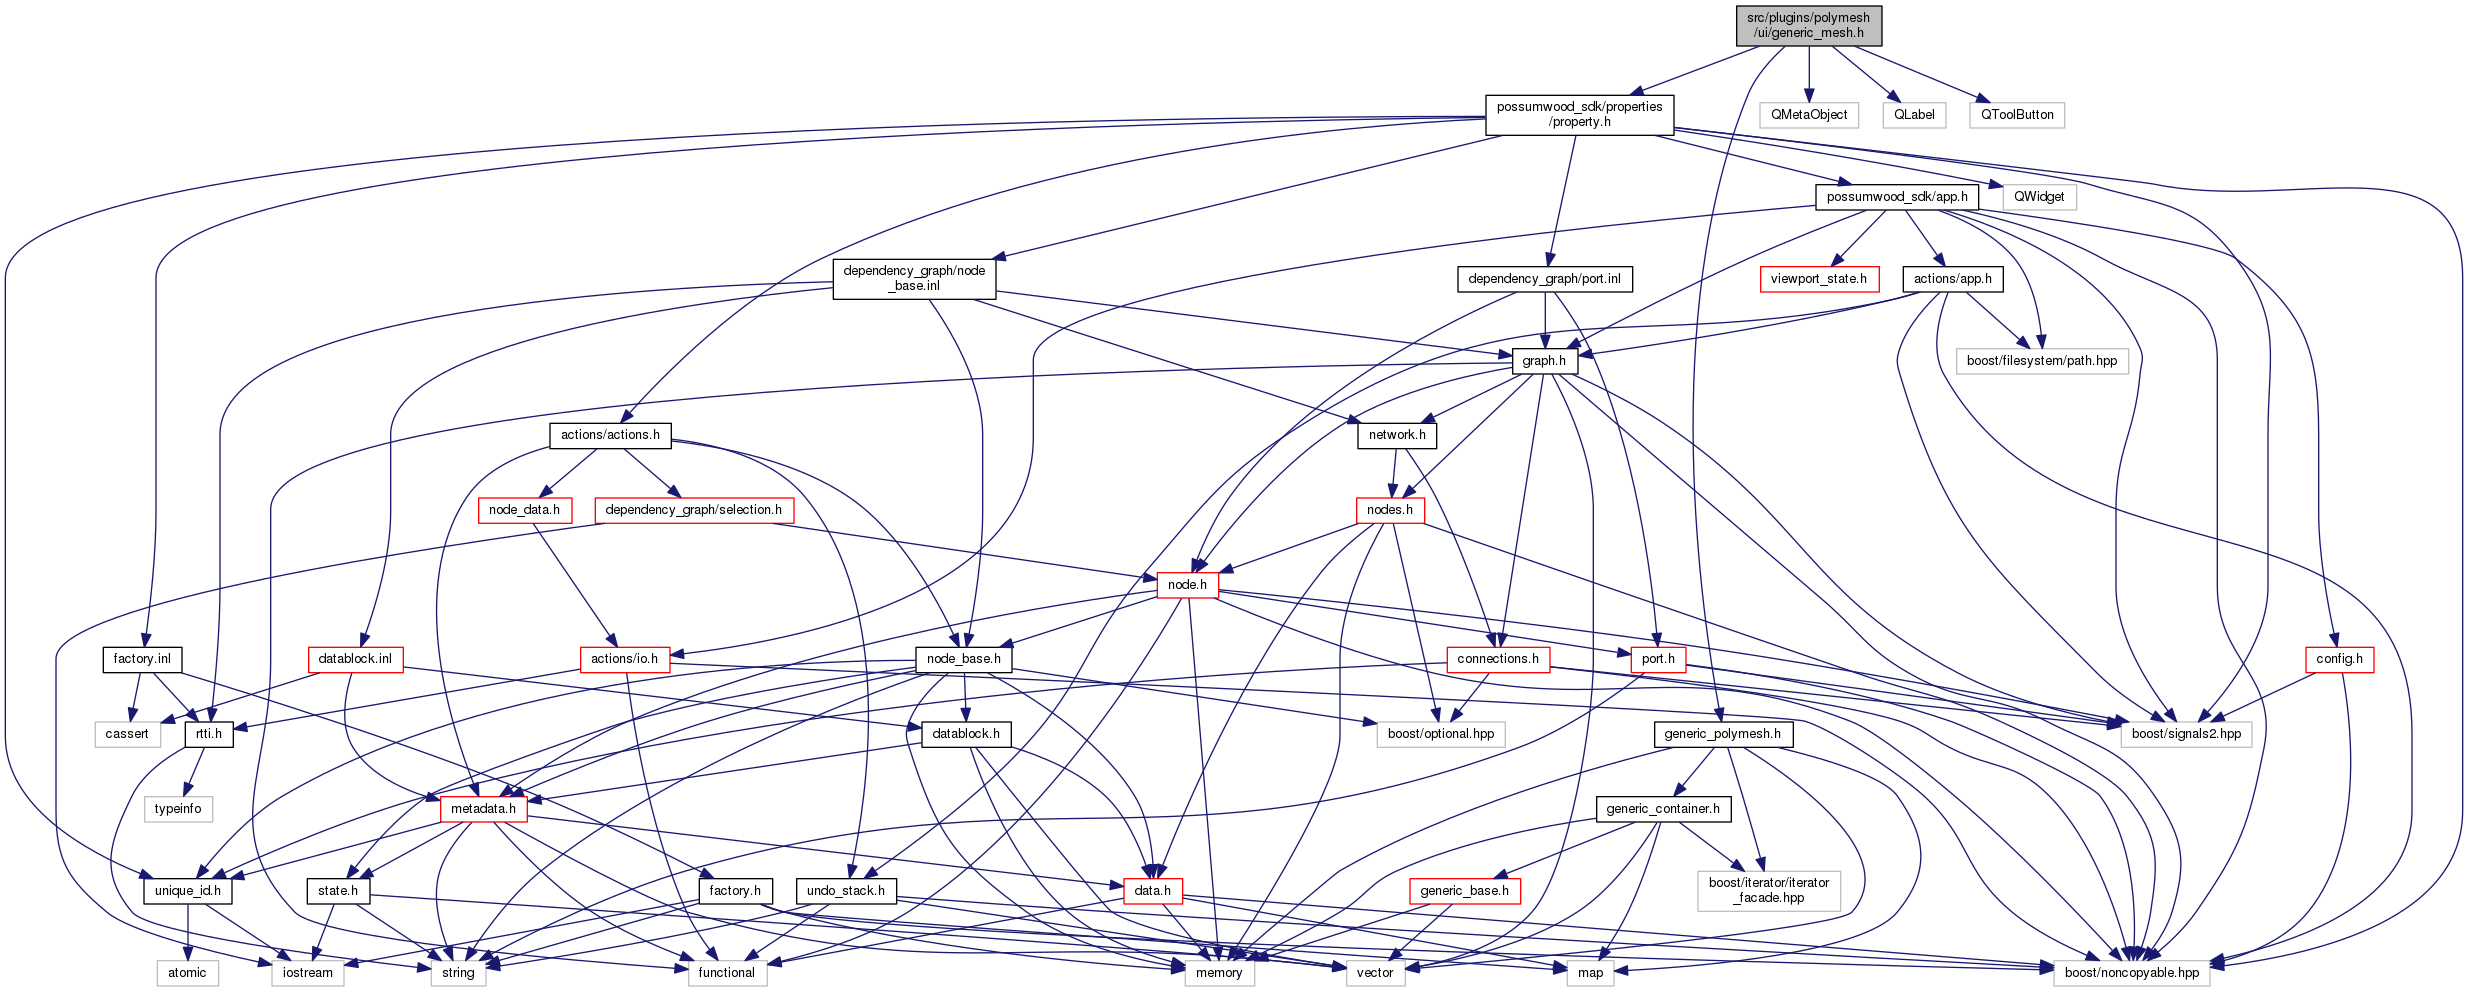 src/plugins/polymesh
/ui/generic_mesh.h
possumwood_sdk/properties
/property.h
QMetaObject
QLabel
QToolButton
possumwood_sdk/app.h
QWidget
dependency_graph/node
_base.inl
dependency_graph/port.inl
viewport_state.h
actions/app.h
graph.h
boost/filesystem/path.hpp
actions/actions.h
network.h
node_data.h
dependency_graph/selection.h
nodes.h
node.h
factory.inl
datablock.inl
actions/io.h
node_base.h
connections.h
port.h
config.h
cassert
rtti.h
datablock.h
boost/optional.hpp
generic_polymesh.h
boost/signals2.hpp
typeinfo
metadata.h
generic_container.h
unique_id.h
state.h
factory.h
undo_stack.h
data.h
generic_base.h
boost/iterator/iterator
_facade.hpp
atomic
iostream
string
functional
memory
vector
map
boost/noncopyable.hpp